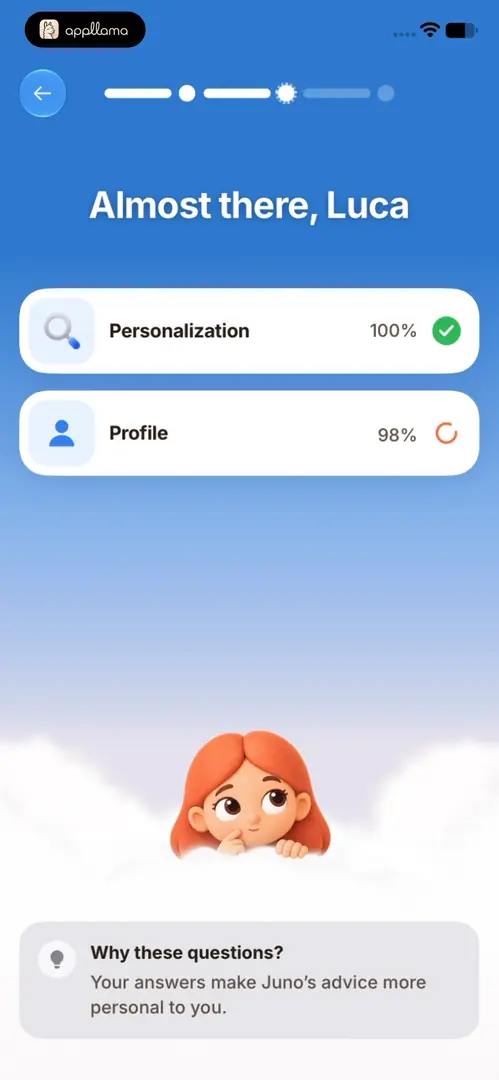 appllama
Almost there, Luca
Personalization
100%
Profile
98%
Why these questions?
Your answers make Juno’s advice more
personal to you.